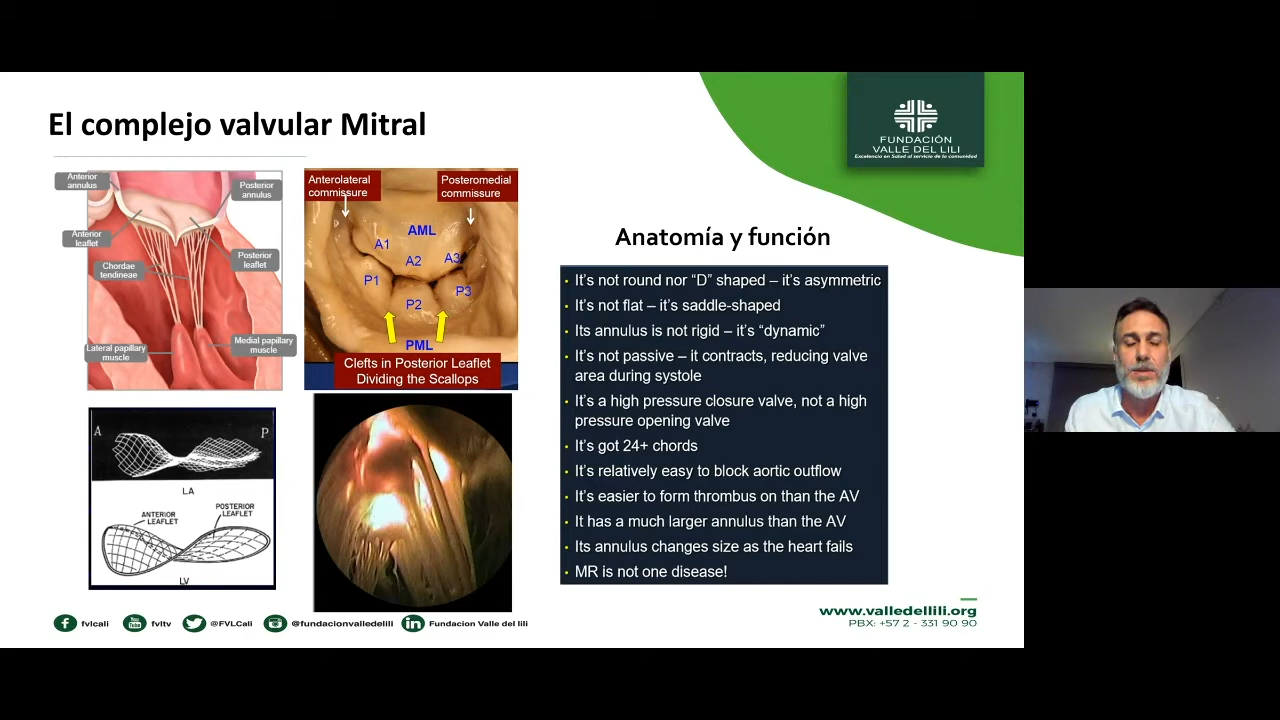 El complejo valvular Mitral
FUNDACIÓN
VALLE DEL LILI
Excelencia en Salud al servicio de la comunidad
Anterior
annulus
Posterior
annulus
Anterior
leaflet
Chordae
tendineae
Posterior
leaflet
Lateral papillary
muscle
Medial papillary
muscle
Anterolateral
commissure
Posteromedial
commissure
AML
A1
A2
A3
P1
P2
P3
PML
Clefts in Posterior Leaflet
Dividing the Scallops
A
P
LA
ANTERIOR
LEAFLET
POSTERIOR
LEAFLET
LV
Anatomía y función
• It's not round nor “D” shaped – it's asymmetric
• It's not flat – it's saddle-shaped
• Its annulus is not rigid – it's “dynamic”
• It's not passive – it contracts, reducing valve
area during systole
• It's a high pressure closure valve, not a high
pressure opening valve
• It's got 24+ chords
• It's relatively easy to block aortic outflow
• It's easier to form thrombus on than the AV
• It has a much larger annulus than the AV
• Its annulus changes size as the heart fails
• MR is not one disease!
fvlcali
You
Tube
fvltv
@FVLCali
@fundacionvalledelili
in
Fundacion Valle del lili
www.valledellili.org
PBX: +57 2 - 331 90 90